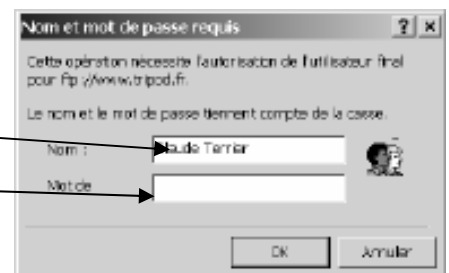 Nom et mot de passe requis
Cette opération nécessite l'autorisation de l'utilisateur final
pour ftp://www.tripod.fr.
Le nom et le mot de passe tiennent compte de la casse.
Nom : Claude Terrier
Mot de
OK Annuler